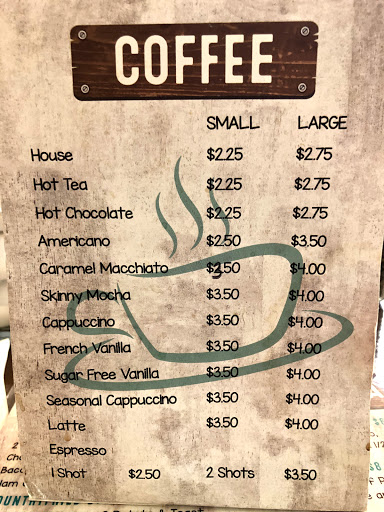 COFFEE
SMALL LARGE
House $2.25 $2.75
Hot Tea $2.25 $2.75
Hot Chocolate $2.25 $2.75
Americano $2.50 $3.50
Caramel Macchiato $3.50 $4.00
Skinny Mocha $3.50 $4.00
Cappuccino $3.50 $4.00
French Vanilla $3.50 $4.00
Sugar Free Vanilla $3.50 $4.00
Seasonal Cappuccino $3.50 $4.00
Latte $3.50 $4.00
Espresso
1 Shot $2.50 2 Shots $3.50